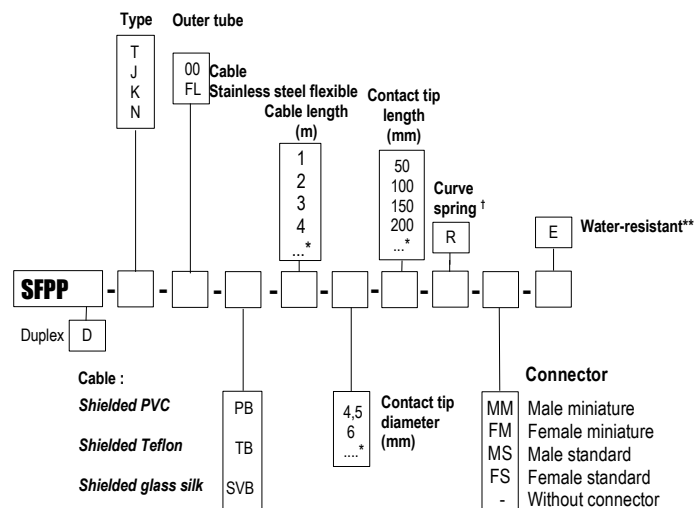 Type Outer tube
T
J
K
N
00 Cable
FL Stainless steel flexible
Cable length
(m)
1
2
3
4
...*
Contact tip
length
(mm)
50
100
150
200
...*
Curve
spring †
R
E Water-resistant**
SFPP - - - - - - - - -
Duplex D
Cable :
Shielded PVC PB
Shielded Teflon TB
Shielded glass silk SVB
4,5
6
....*
Contact tip
diameter
(mm)
Connector
MM Male miniature
FM Female miniature
MS Male standard
FS Female standard
- Without connector